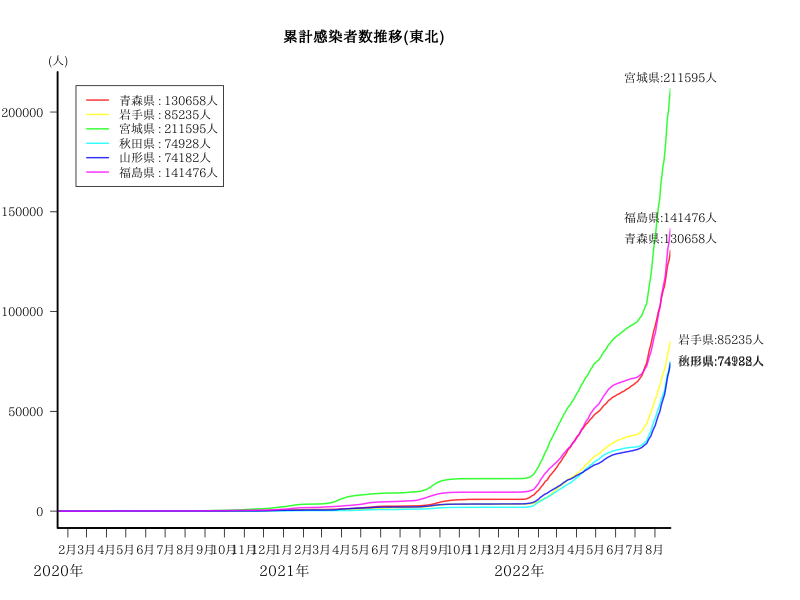 累計感染者数推移(東北)
(人)
青森県 : 130658人
岩手県 : 85235人
宮城県 : 211595人
秋田県 : 74928人
山形県 : 74182人
福島県 : 141476人
宮城県:211595人
福島県:141476人
青森県:130658人
岩手県:85235人
200000
150000
100000
50000
0
2月3月4月5月6月7月8月9月10月11月12月1月2月3月4月5月6月7月8月9月10月11月12月1月2月3月4月5月6月7月8月
2020年 2021年 2022年